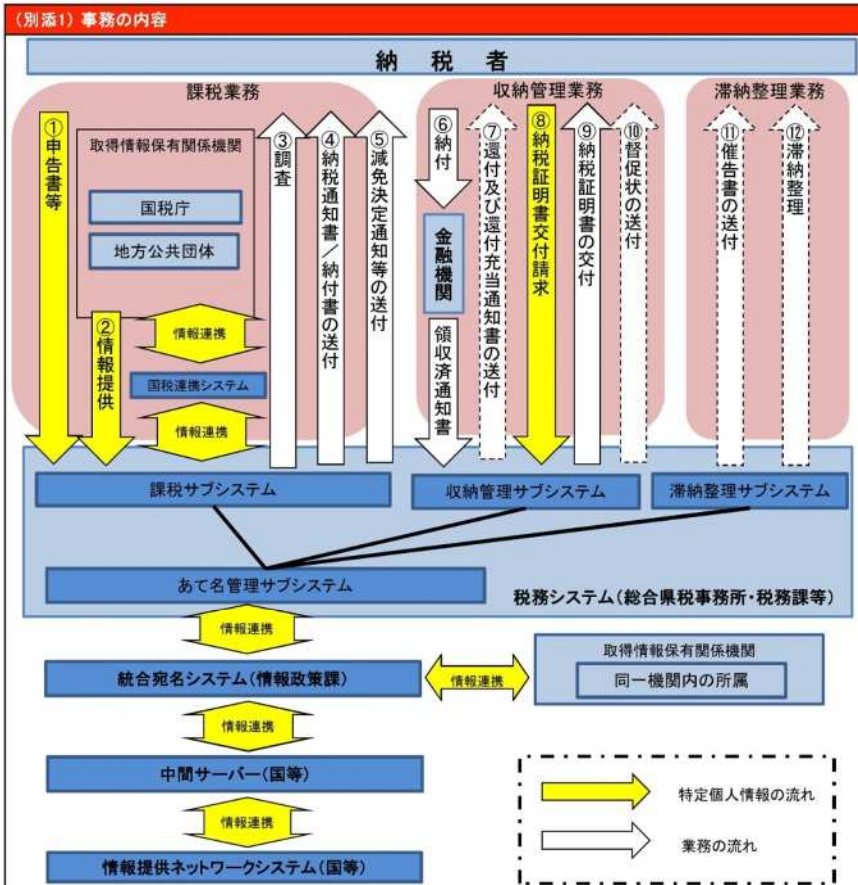 (別添1) 事務の内容
納 税 者
課税業務
収納管理業務
滞納整理業務
①申告書等
取得情報保有関係機関
国税庁
地方公共団体
②情報提供
情報連携
国税連携システム
情報連携
③調査
④納税通知書／納付書の送付
⑤減免決定通知等の送付
⑥納付
金融機関
領収済通知書
⑦還付及び還付充当通知書の送付
⑧納税証明書交付請求
⑨納税証明書の交付
⑩督促状の送付
⑪催告書の送付
⑫滞納整理
課税サブシステム
収納管理サブシステム
滞納整理サブシステム
あて名管理サブシステム
税務システム(総合県税事務所・税務課等)
情報連携
統合宛名システム(情報政策課)
情報連携
取得情報保有関係機関
同一機関内の所属
情報連携
中間サーバー(国等)
情報連携
情報提供ネットワークシステム(国等)
特定個人情報の流れ
業務の流れ